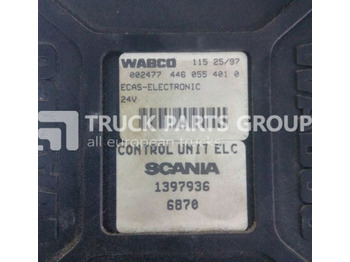 WABCO 115 25/97
002477 446 055 401 0
ECAS-ELECTRONIC
24V
TRUCK PARTS GROUP
all european truck parts
CONTROL UNIT ELC
SCANIA
1397936
6870